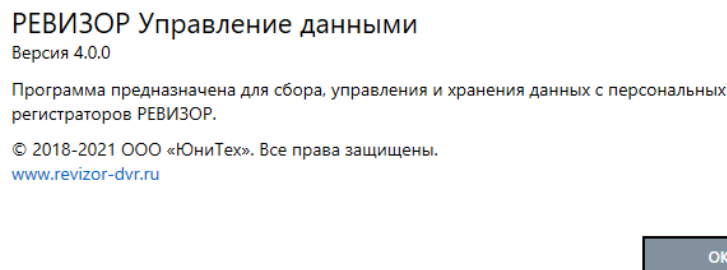 РЕВИЗОР Управление данными
Версия 4.0.0
Программа предназначена для сбора, управления и хранения данных с персональных
регистраторов РЕВИЗОР.
© 2018-2021 ООО «ЮниТех». Все права защищены.
www.revizor-dvr.ru
ОК